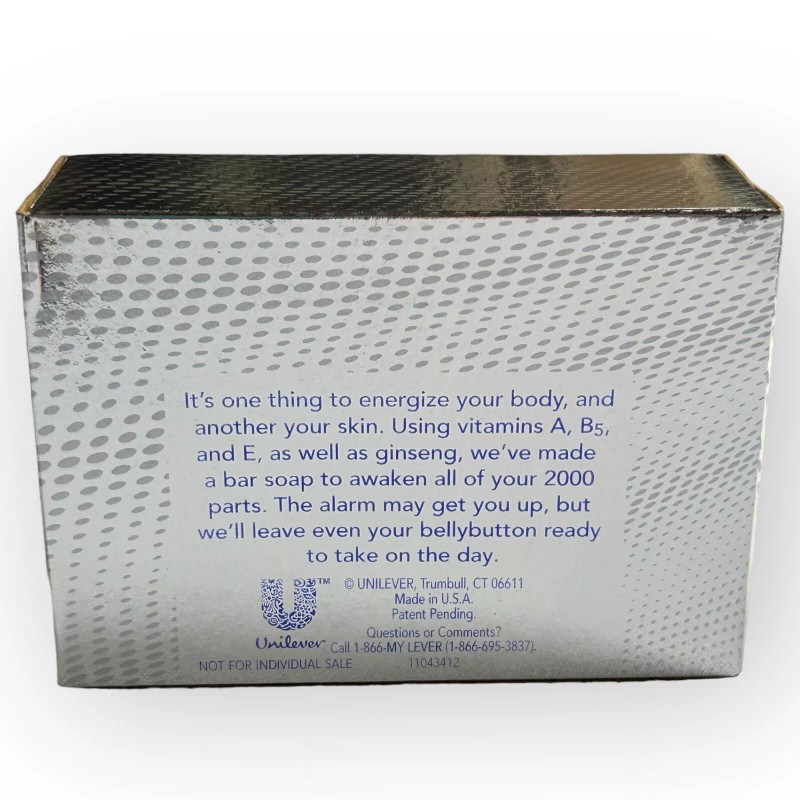 It's one thing to energize your body, and
another your skin. Using vitamins A, B5,
and E, as well as ginseng, we've made
a bar soap to awaken all of your 2000
parts. The alarm may get you up, but
we'll leave even your bellybutton ready
to take on the day.
TM
© UNILEVER, Trumbull, CT 06611
Made in U.S.A.
Patent Pending.
Questions or Comments?
Unilever Call 1-866-MY LEVER (1-866-695-3837).
NOT FOR INDIVIDUAL SALE 11043412